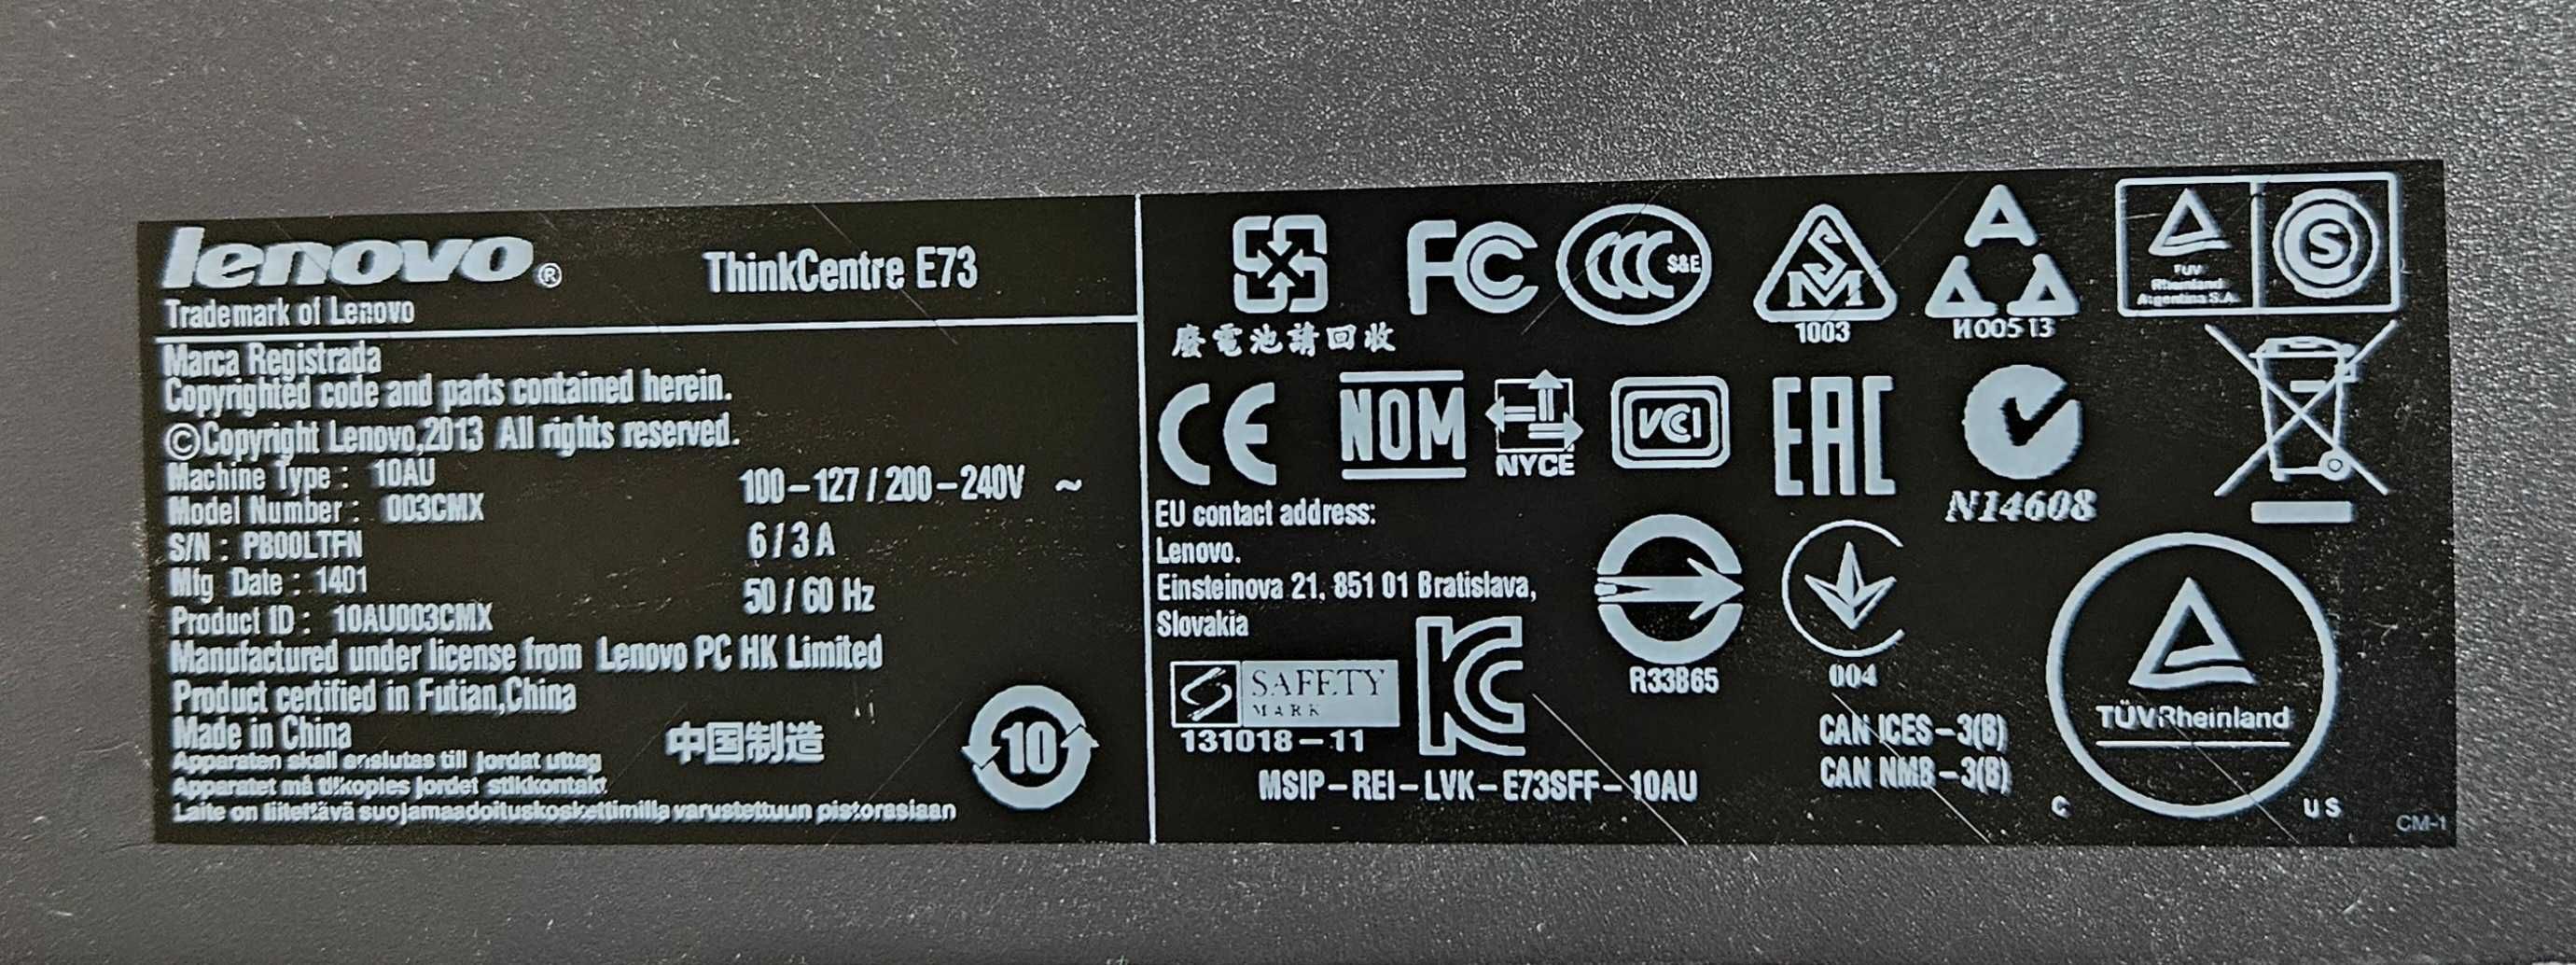 lenovo®
ThinkCentre E73
Trademark of Lenovo
Marca Registrada
Copyrighted code and parts contained herein.
©Copyright Lenovo,2013 All rights reserved.
Machine Type : 10AU
Model Number : 003CMX
S/N : PB00LTFN
Mfg Date : 1401
Product ID : 10AU003CMX
100-127 / 200-240V ~
6 / 3 A
50 / 60 Hz
Manufactured under license from Lenovo PC HK Limited
Product certified in Futian,China
Made in China
中国制造
10
Apparaten skall anslutas till jordat uttag
Apparatet må tilkoples jordet stikkontakt
Laite on liitettävä suojamaadoituskoskettimilla varustettuun pistorasiaan
廢電池請回收
FC
CCC S&E
SM
1003
И00513
TUV
Rheinland
Argentina S.A.
S
CE
NOM
NYCE
VCI
EAC
N14608
EU contact address:
Lenovo.
Einsteinova 21, 851 01 Bratislava,
Slovakia
SAFETY
MARK
131018-11
KC
R33B65
004
MSIP-REI-LVK-E73SFF-10AU
CAN ICES-3(B)
CAN NMB-3(B)
TÜVRheinland
C US
CM-1